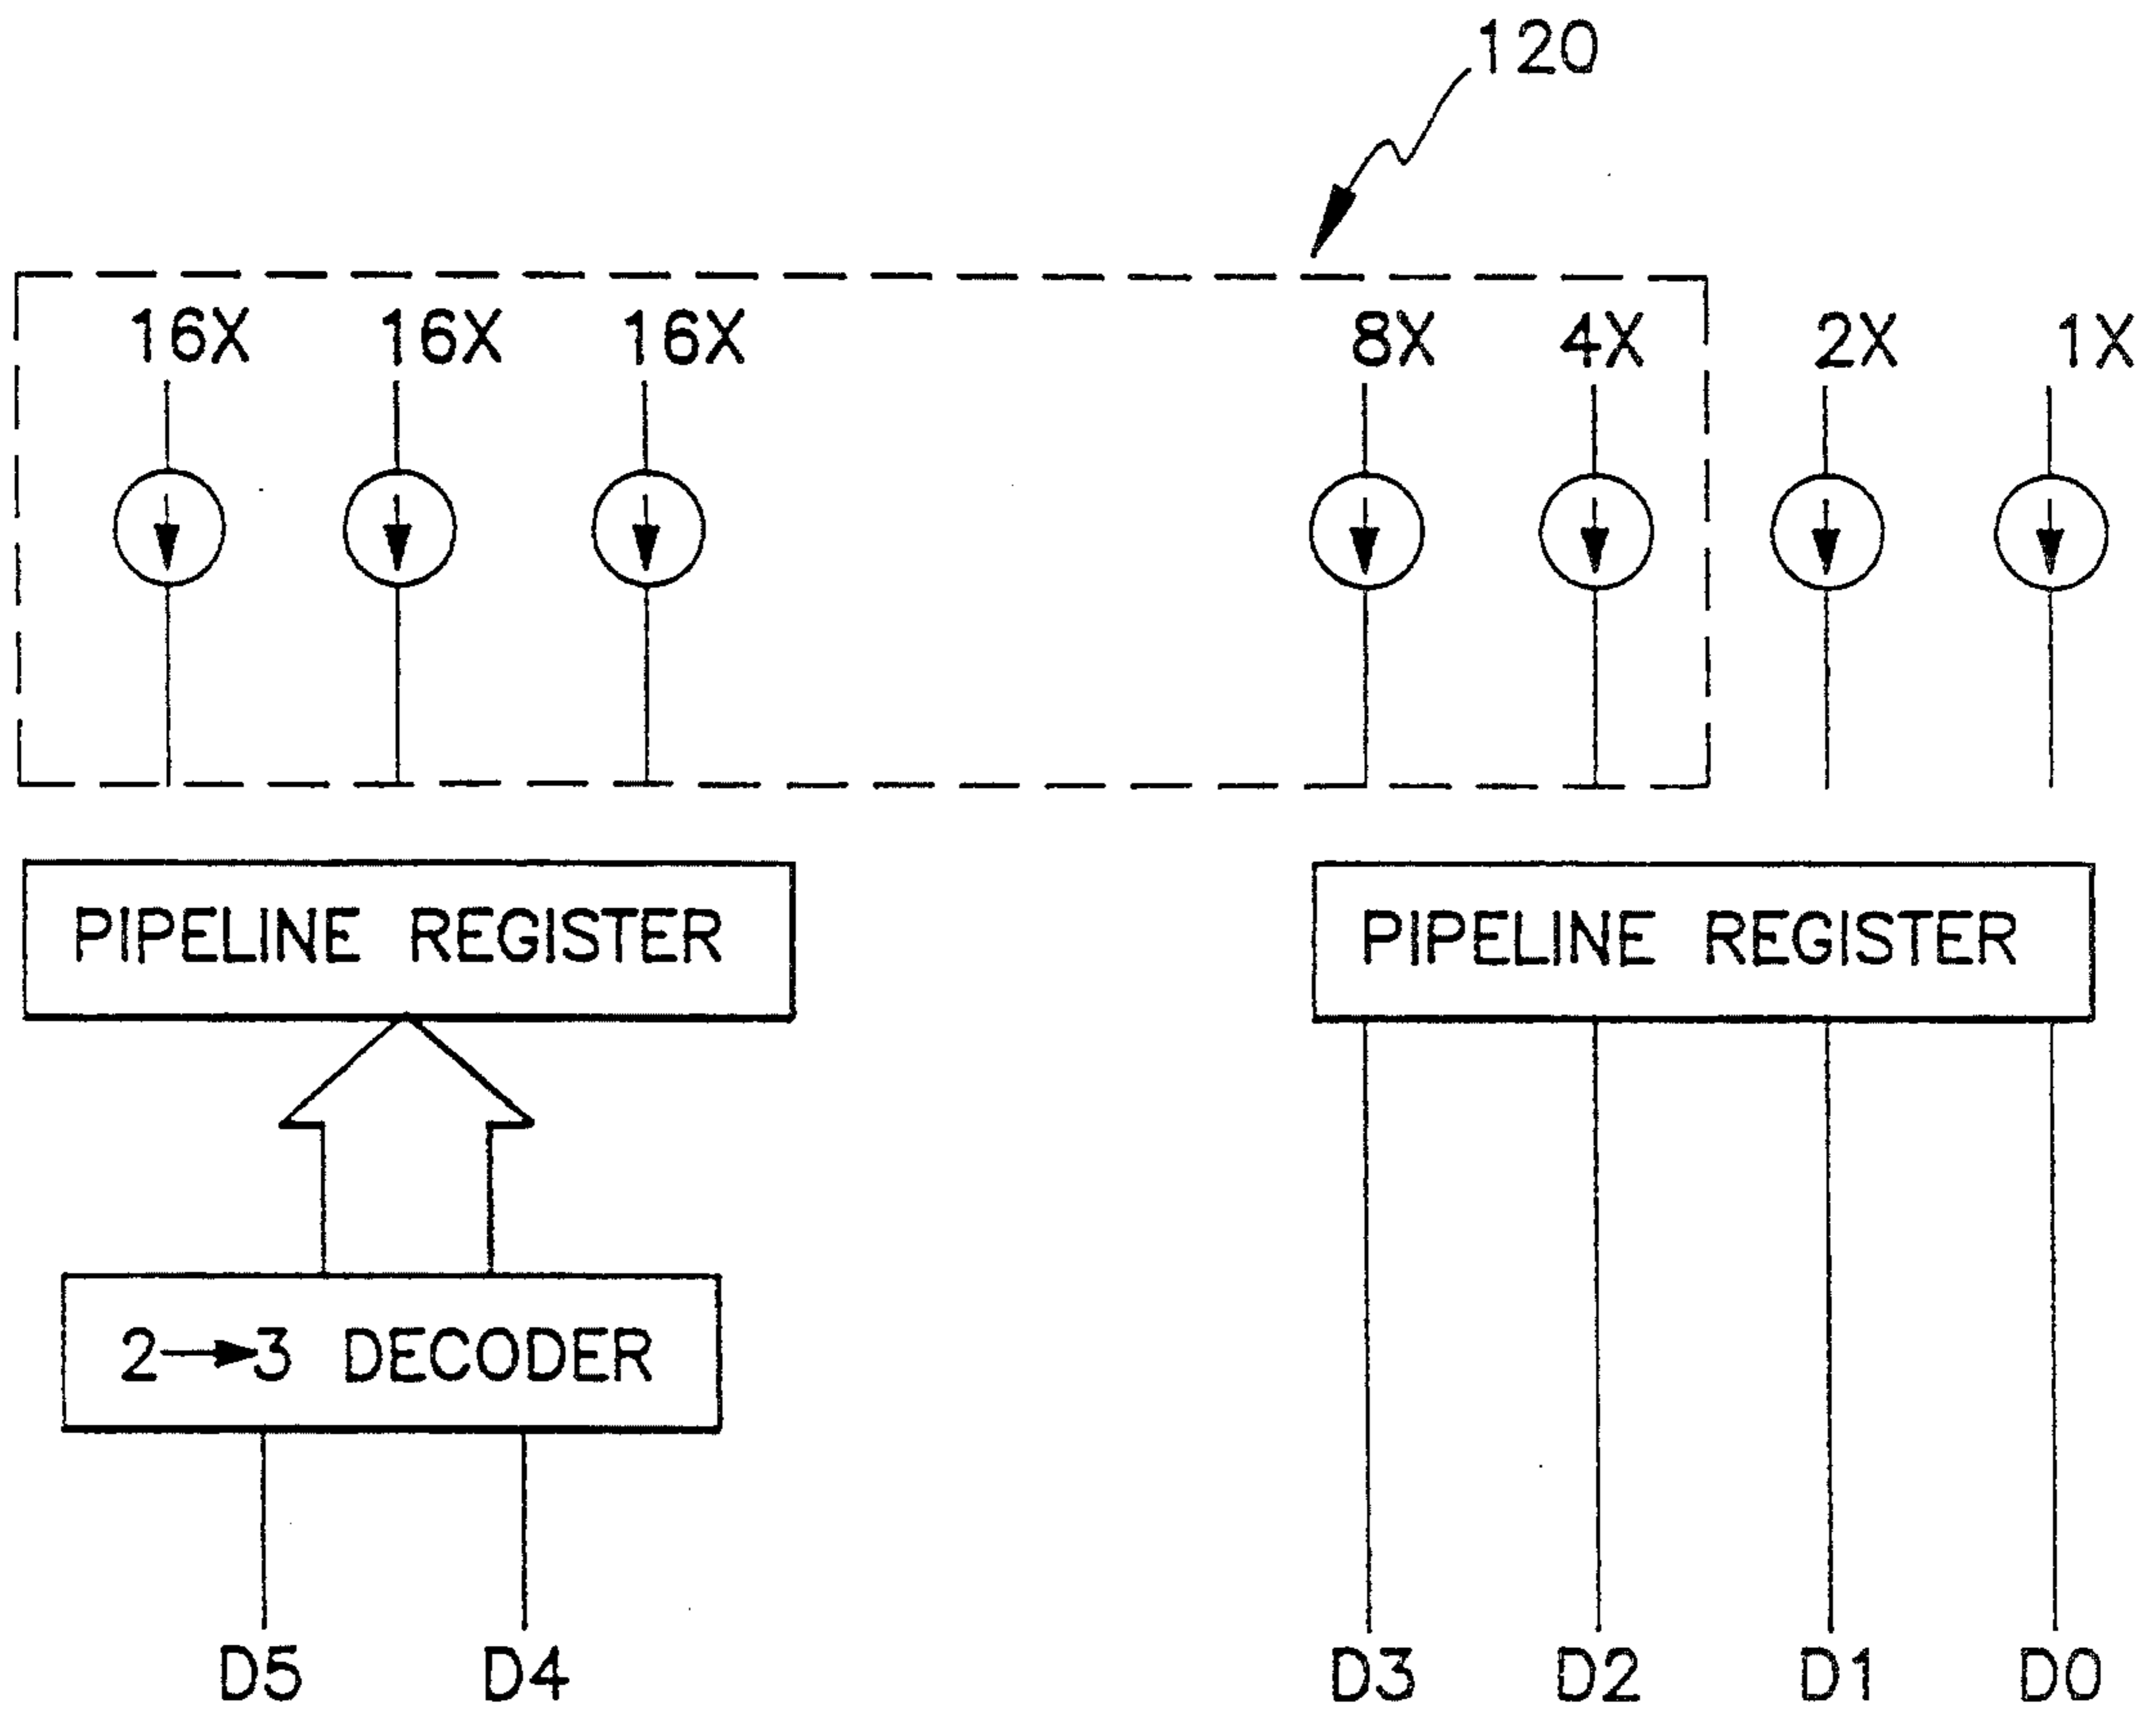 120
16X 16X 16X 8X 4X 2X 1X
PIPELINE REGISTER PIPELINE REGISTER
2→3 DECODER
D5 D4 D3 D2 D1 D0